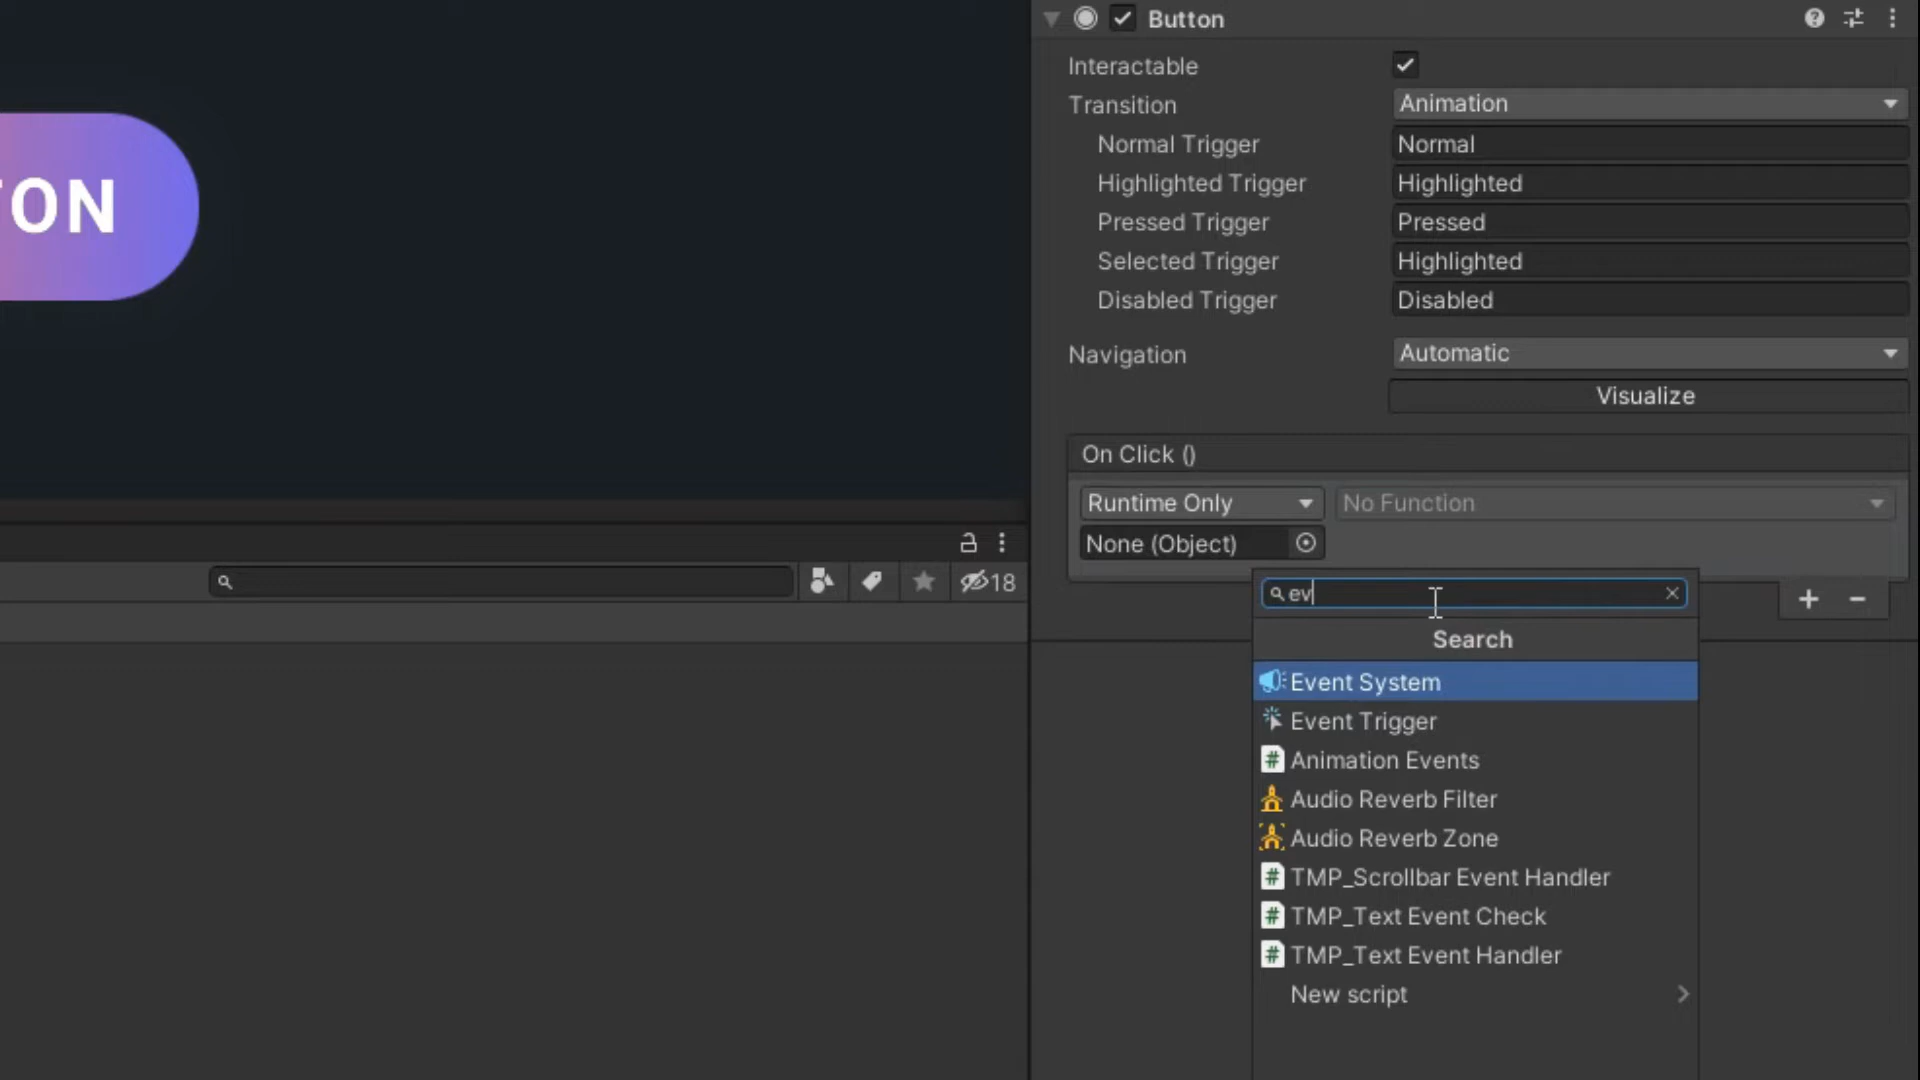 Button
Interactable
Transition Animation
Normal Trigger Normal
Highlighted Trigger Highlighted
Pressed Trigger Pressed
Selected Trigger Highlighted
Disabled Trigger Disabled
Navigation Automatic
Visualize
On Click ()
Runtime Only No Function
None (Object)
ev
Search
Event System
Event Trigger
Animation Events
Audio Reverb Filter
Audio Reverb Zone
TMP_Scrollbar Event Handler
TMP_Text Event Check
TMP_Text Event Handler
New script
TON
18